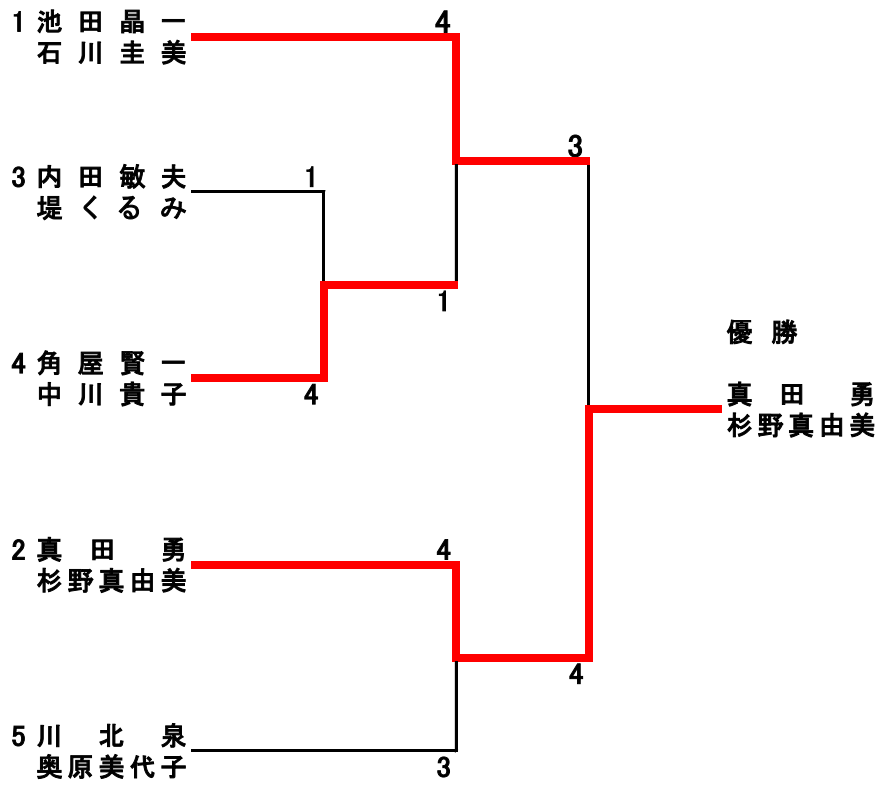 1 池田晶一 4
石川圭美
3
3 内田敏夫 1
堤くるみ
1
優勝
4 角屋賢一
中川貴子 4
真田勇
杉野真由美
2 真田勇 4
杉野真由美
4
5 川北泉
奥原美代子 3